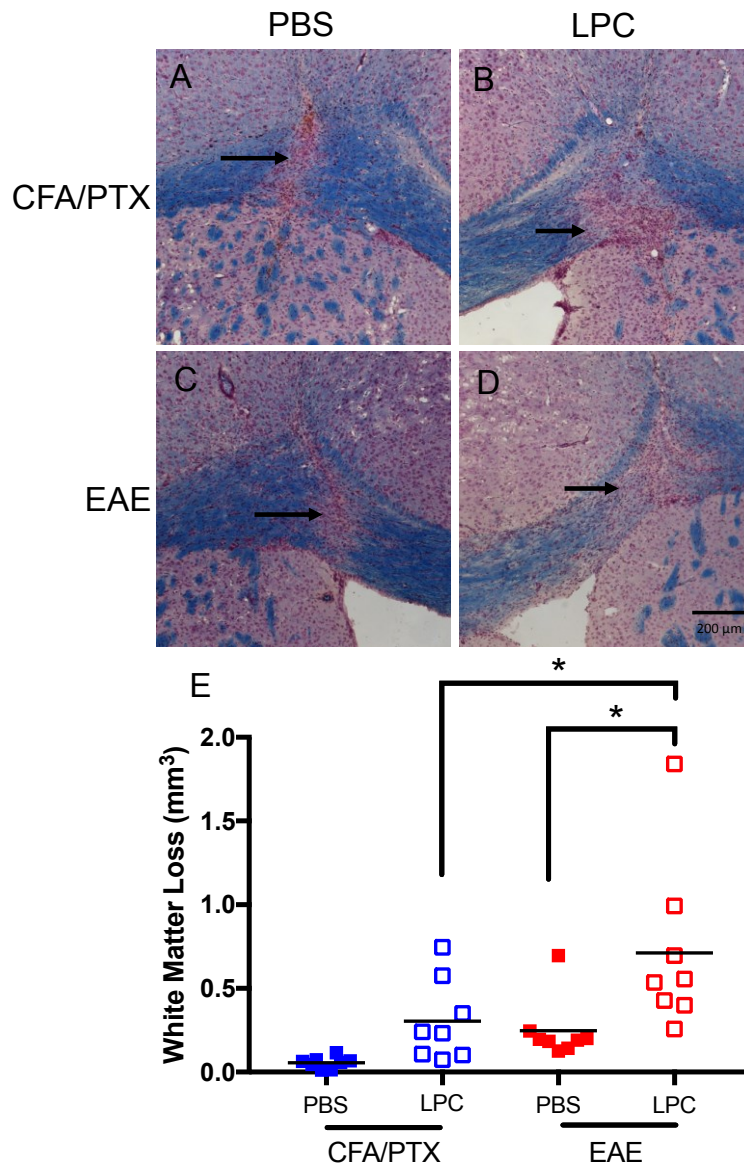 PBS LPC
A B
CFA/PTX
C D
EAE
200 µm
E
*
*
2.0
1.5
1.0
0.5
0.0
White Matter Loss (mm³)
PBS LPC PBS LPC
CFA/PTX EAE